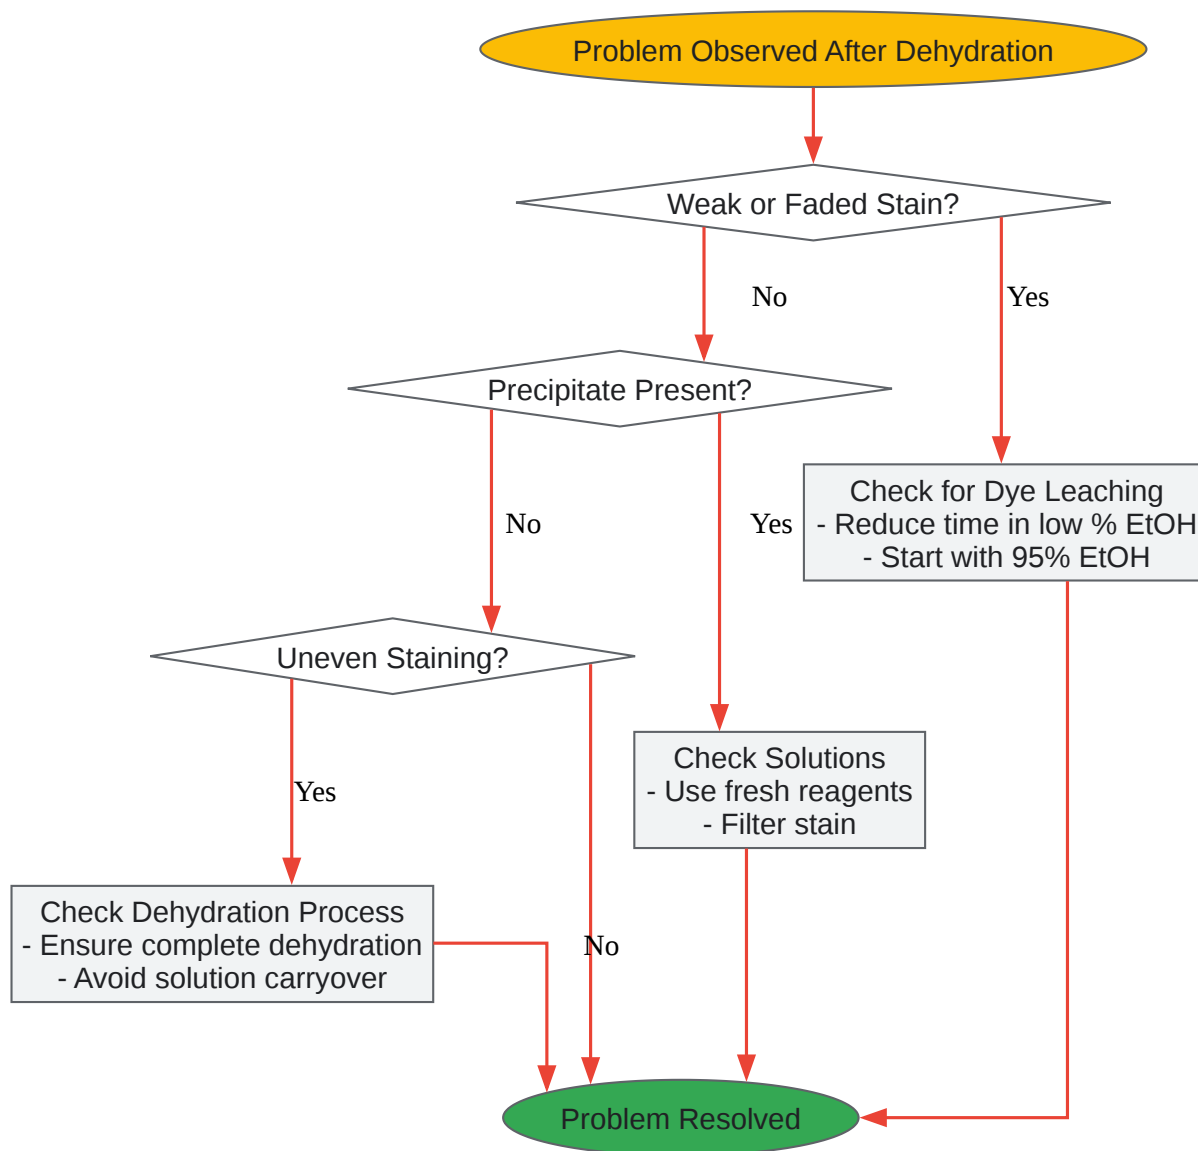 Problem Observed After Dehydration
Weak or Faded Stain?
No
Yes
Precipitate Present?
No
Yes
Check for Dye Leaching
- Reduce time in low % EtOH
- Start with 95% EtOH
Uneven Staining?
Yes
No
Check Solutions
- Use fresh reagents
- Filter stain
Check Dehydration Process
- Ensure complete dehydration
- Avoid solution carryover
Problem Resolved